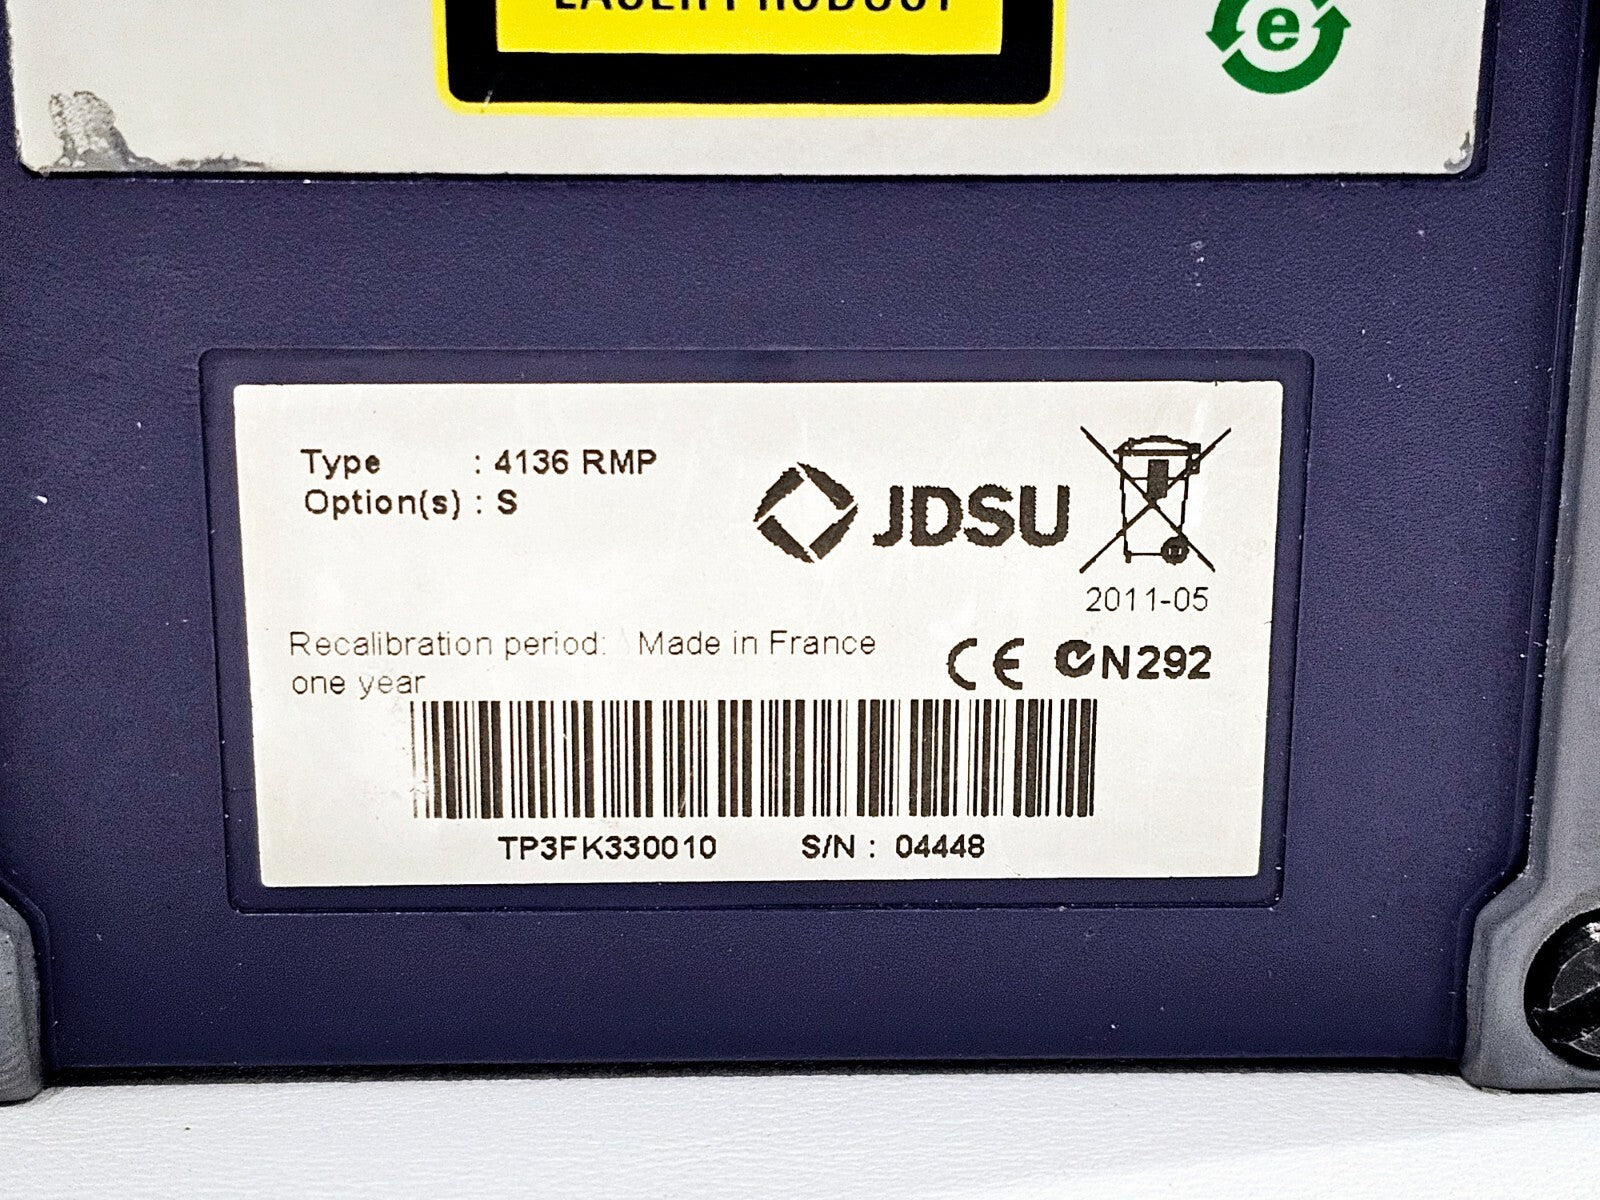 LASER PRODUCT
e
Type : 4136 RMP
Option(s) : S
JDSU
2011-05
Recalibration period: Made in France
one year
CE N292
TP3FK330010 S/N : 04448